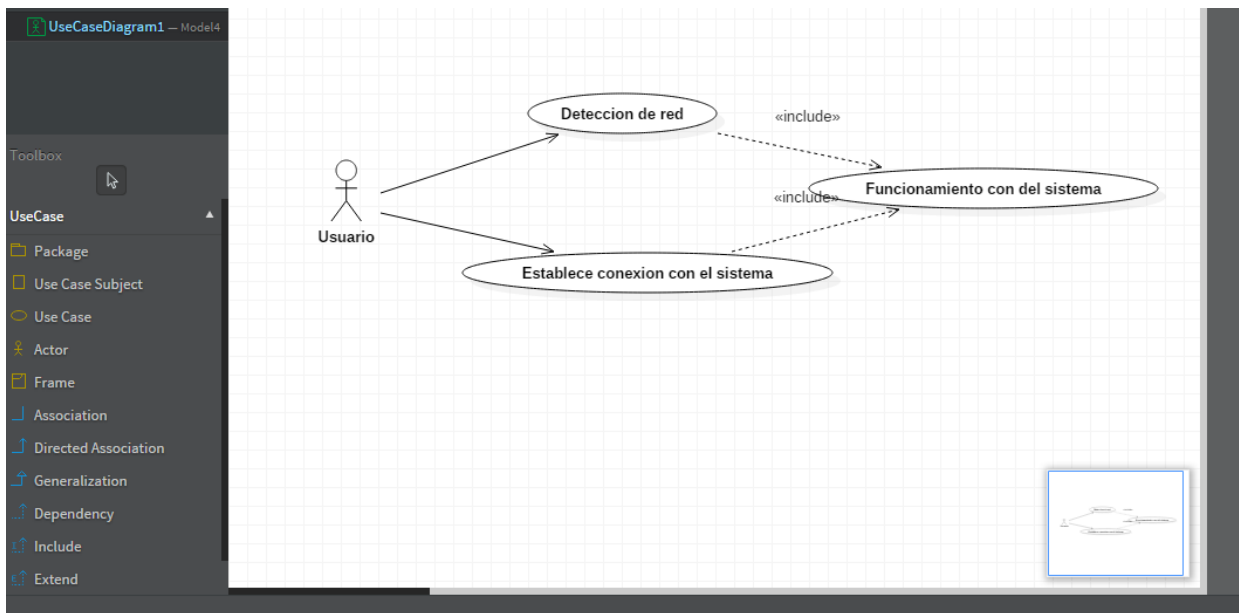 UseCaseDiagram1 — Model4
Toolbox
UseCase
Package
Use Case Subject
Use Case
Actor
Frame
Association
Directed Association
Generalization
Dependency
Include
Extend
Usuario
Deteccion de red
Establece conexion con el sistema
«include»
«include»
Funcionamiento con del sistema